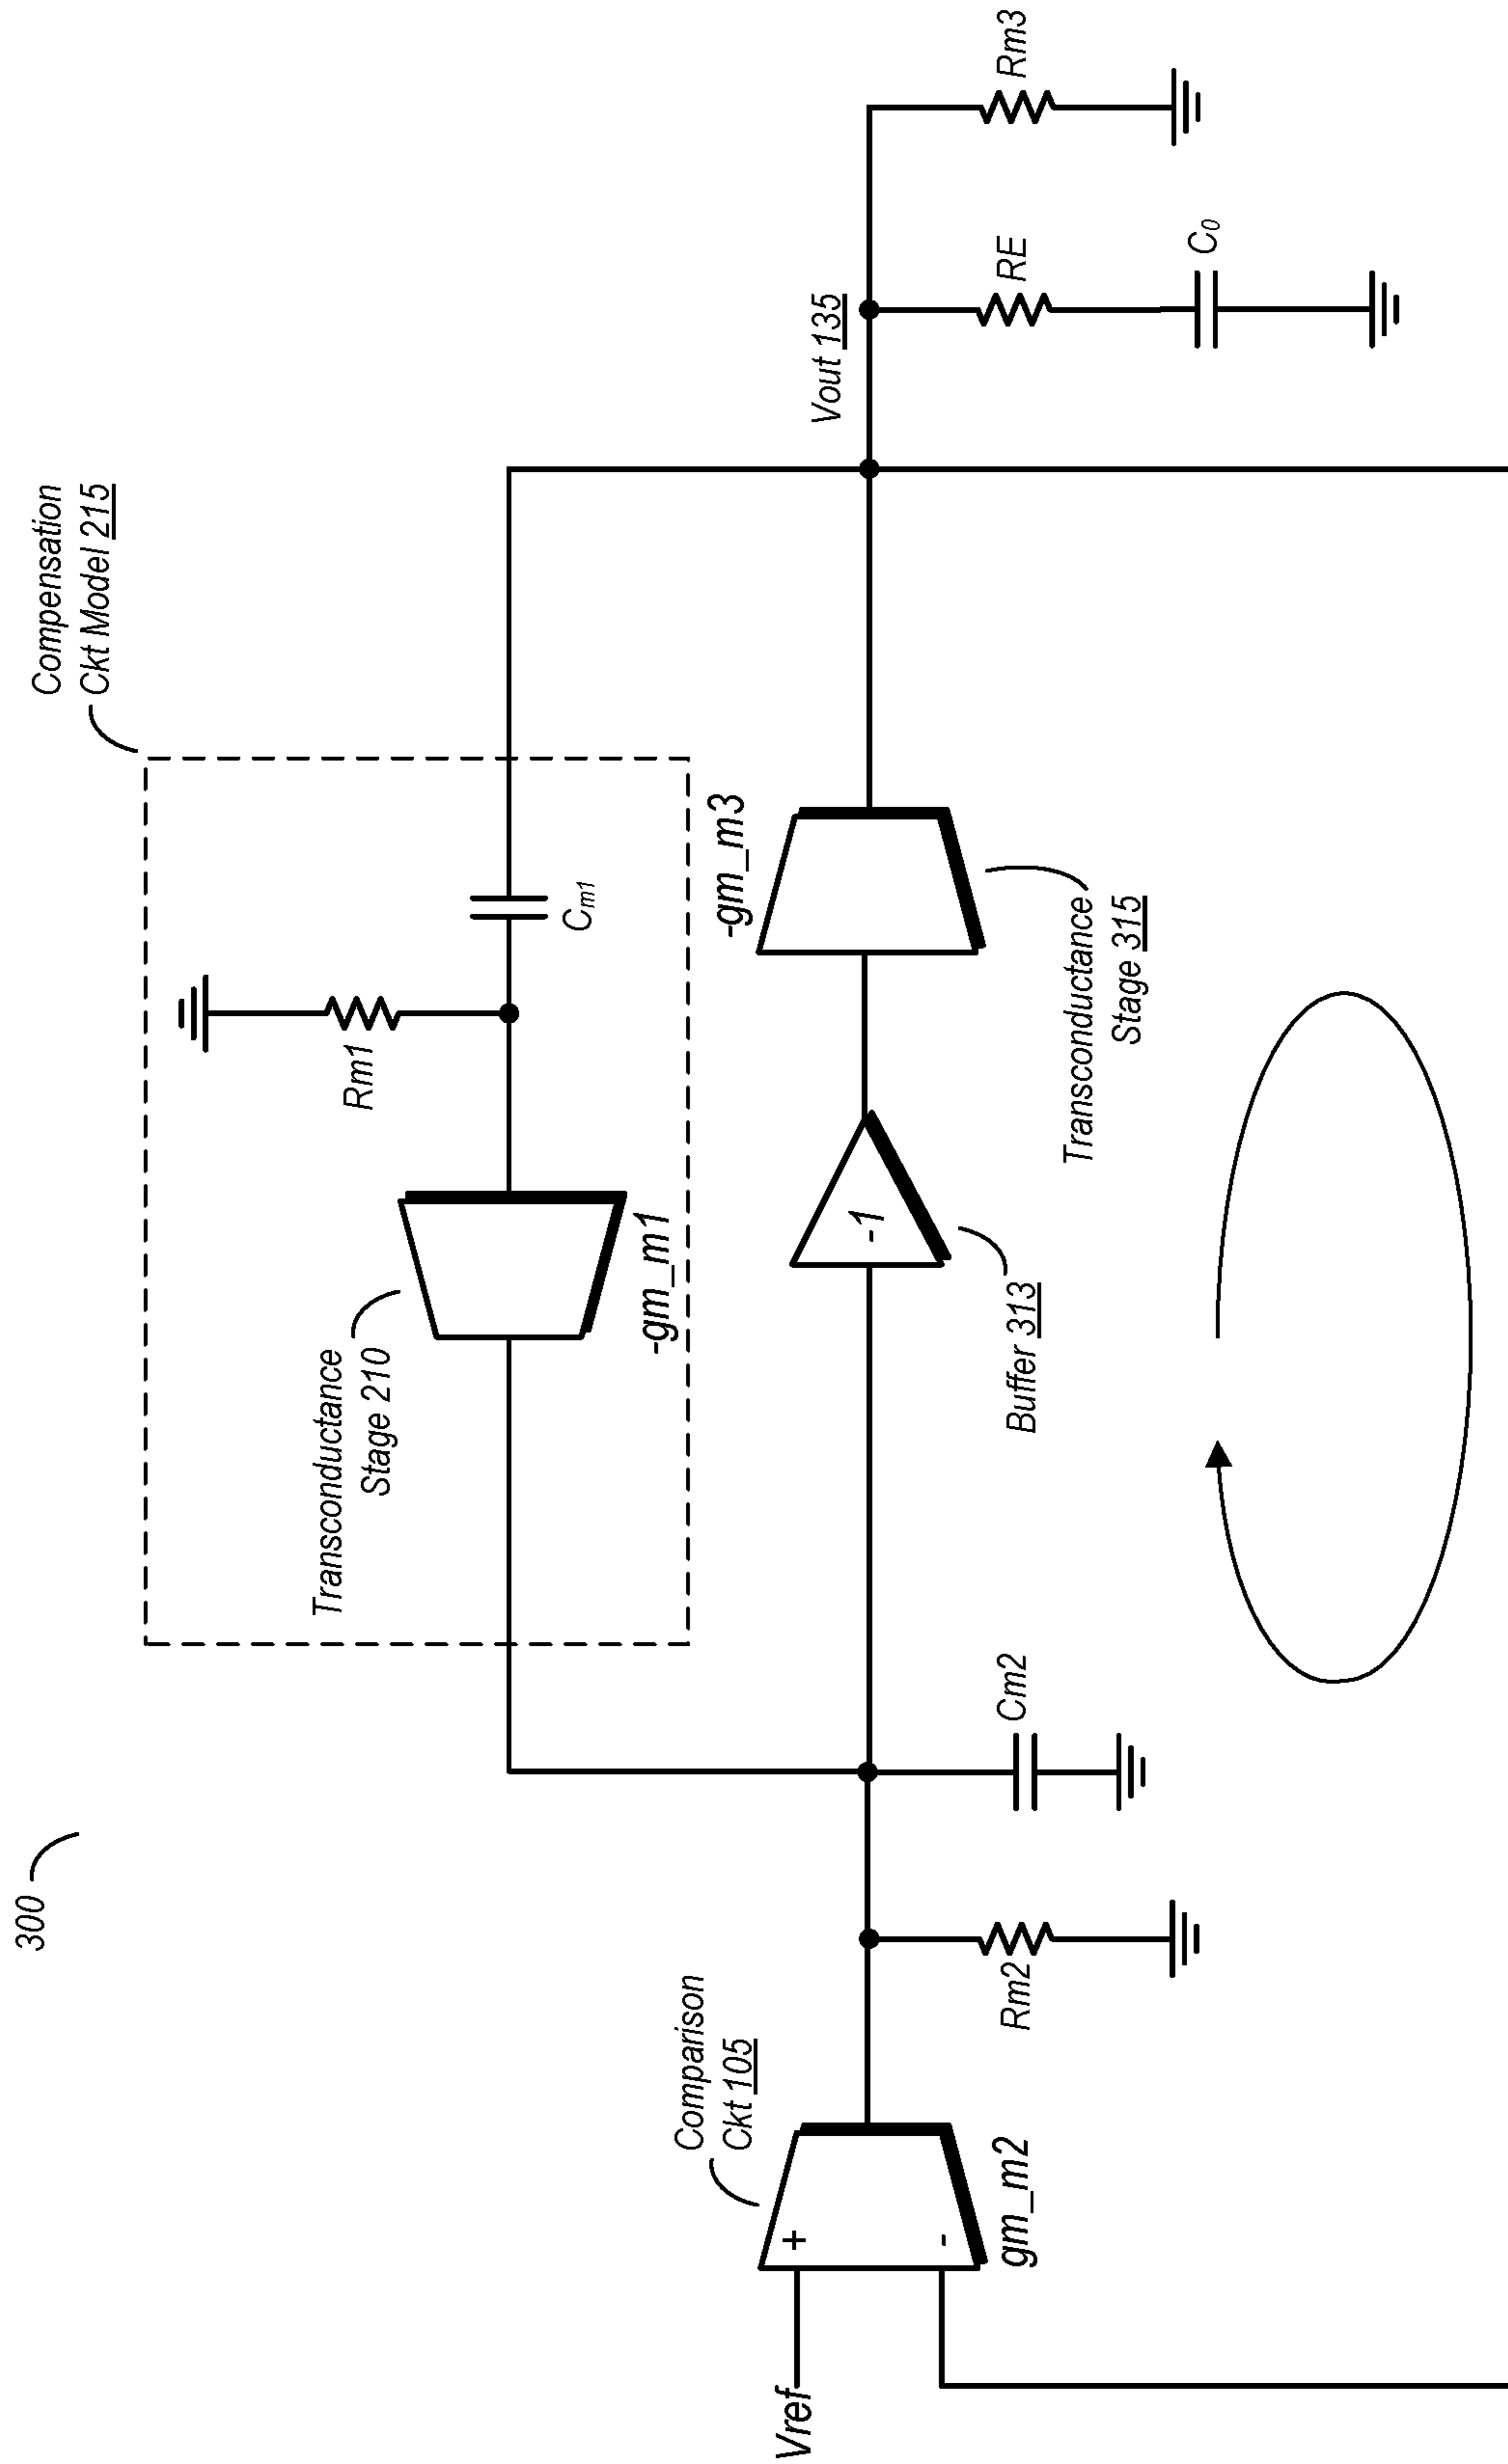 300
Compensation
Ckt Model 215
Transconductance
Stage 210
Rm1
Cm1
-gm_m1
Comparison
Ckt 105
Vref
+
-
gm_m2
Rm2
Cm2
-1
Buffer 313
-gm_m3
Transconductance
Stage 315
Vout 135
RE
C0
Rm3